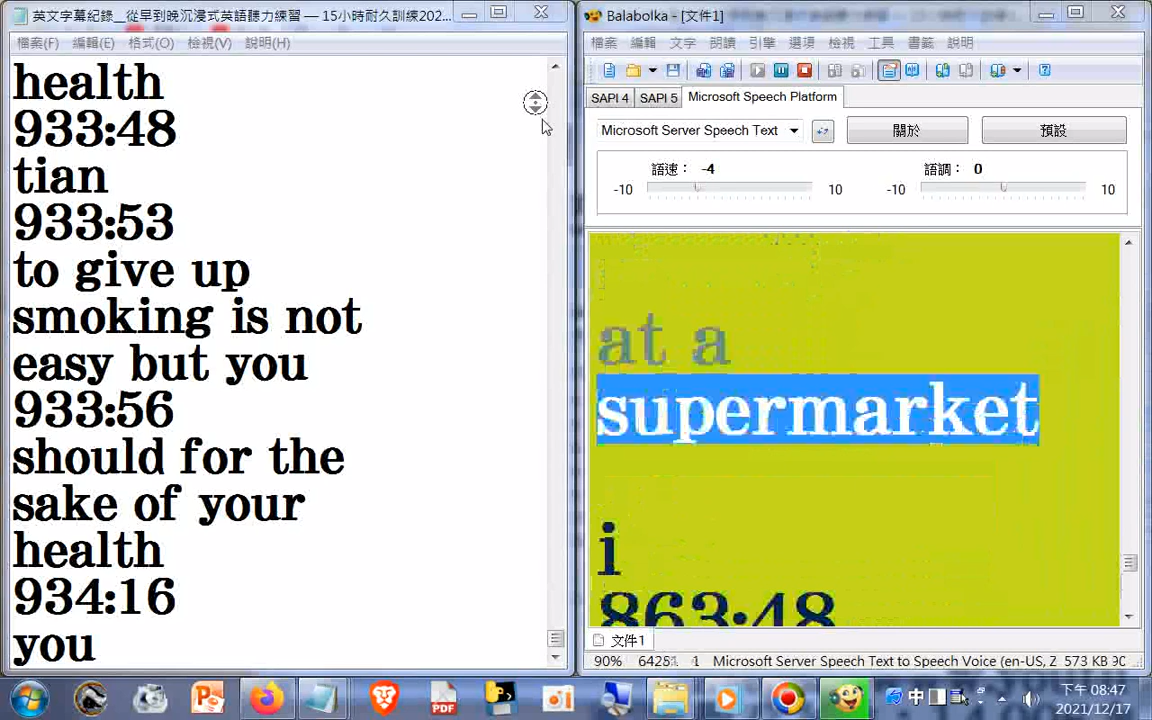 英文字幕紀錄__從早到晚沉浸式英語聽力練習 — 15小時耐久訓練202...
檔案(F) 編輯(E) 格式(O) 檢視(V) 說明(H)
health
933:48
tian
933:53
to give up
smoking is not
easy but you
933:56
should for the
sake of your
health
934:16
you
Balabolka - [文件1]
檔案 編輯 文字 朗讀 引擎 選項 檢視 工具 書籤 說明
SAPI 4 SAPI 5 Microsoft Speech Platform
Microsoft Server Speech Text 關於 預設
語速： -4 語調： 0
-10 10 -10 10
at a
supermarket
i
863:48
文件1
90% 64281 1 Microsoft Server Speech Text to Speech Voice (en-US, Z 573 KB
PDF
中
下午 08:47
2021/12/17